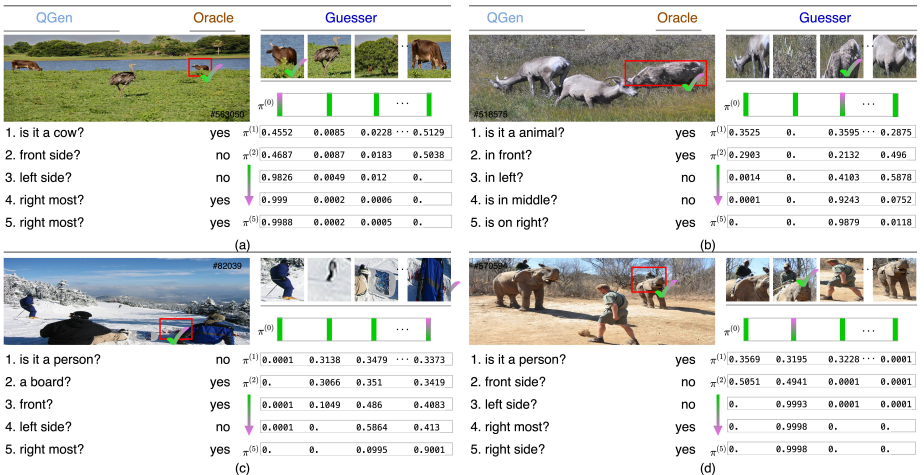 QGen Oracle Guesser
#563050
π(0) ...
1. is it a cow? yes π(1) 0.4552 0.0085 0.0228 ... 0.5129
2. front side? no π(2) 0.4687 0.0087 0.0183 0.5038
3. left side? no 0.9826 0.0049 0.012 0.
4. right most? yes 0.999 0.0002 0.0006 0.
5. right most? yes π(5) 0.9988 0.0002 0.0005 0.
(a)
QGen Oracle Guesser
#518575
π(0) ...
1. is it a animal? yes π(1) 0.3525 0. 0.3595 ... 0.2875
2. in front? yes π(2) 0.2903 0. 0.2132 0.496
3. in left? no 0.0014 0. 0.4103 0.5878
4. is in middle? no 0.0001 0. 0.9243 0.0752
5. is on right? yes π(5) 0. 0. 0.9879 0.0118
(b)
#82039
π(0) ...
1. is it a person? no π(1) 0.0001 0.3138 0.3479 ... 0.3373
2. a board? yes π(2) 0. 0.3066 0.351 0.3419
3. front? yes 0.0001 0.1049 0.486 0.4083
4. left side? no 0.0001 0. 0.5864 0.413
5. right most? yes π(5) 0. 0. 0.0995 0.9001
(c)
π(0) ...
1. is it a person? yes π(1) 0.3569 0.3195 0.3228 ... 0.0001
2. front side? no π(2) 0.5051 0.4941 0.0001 0.0001
3. left side? no 0. 0.9993 0.0001 0.0001
4. right most? yes 0. 0.9998 0. 0.
5. right side? yes π(5) 0. 0.9998 0. 0.
(d)